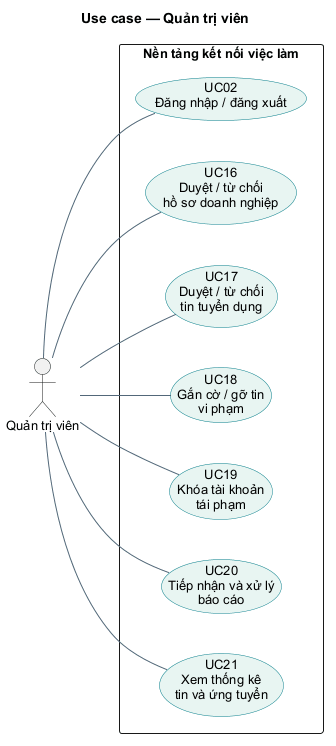 Use case — Quản trị viên
Nền tảng kết nối việc làm
UC02
Đăng nhập / đăng xuất
UC16
Duyệt / từ chối
hồ sơ doanh nghiệp
UC17
Duyệt / từ chối
tin tuyển dụng
UC18
Gắn cờ / gỡ tin
vi phạm
Quản trị viên
UC19
Khóa tài khoản
tái phạm
UC20
Tiếp nhận và xử lý
báo cáo
UC21
Xem thống kê
tin và ứng tuyển